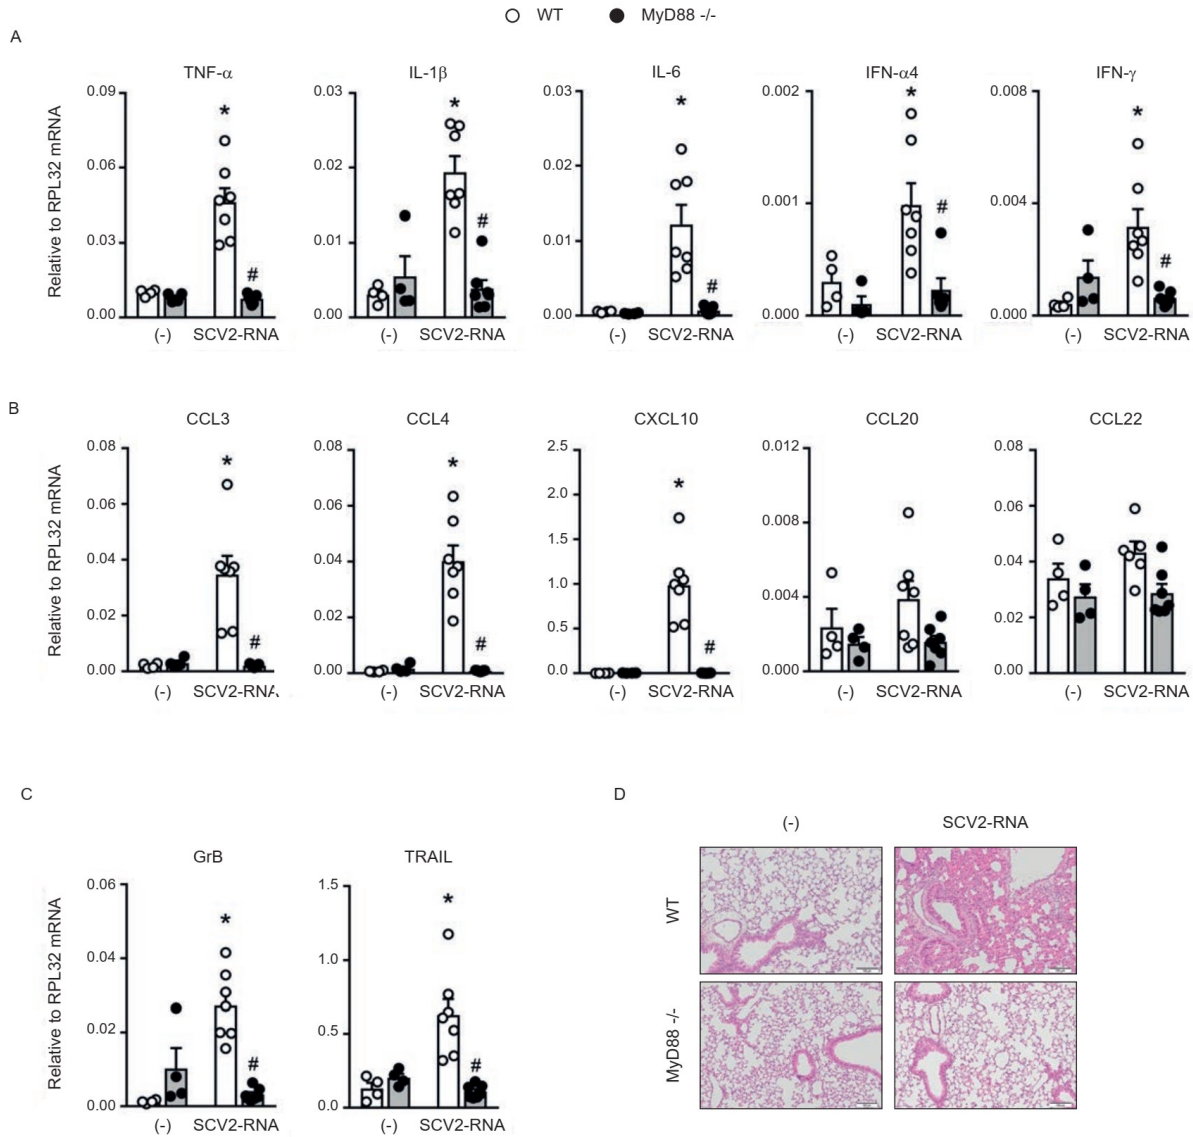 WT MyD88 -/-
A
TNF-α IL-1β IL-6 IFN-α4 IFN-γ
Relative to RPL32 mRNA
0.09 0.06 0.03 0.00
* #
(-) SCV2-RNA
0.03 0.02 0.01 0.00
* #
(-) SCV2-RNA
0.03 0.02 0.01 0.00
* #
(-) SCV2-RNA
0.002 0.001 0.000
* #
(-) SCV2-RNA
0.008 0.004 0.000
* #
(-) SCV2-RNA
B
CCL3 CCL4 CXCL10 CCL20 CCL22
Relative to RPL32 mRNA
0.08 0.06 0.04 0.02 0.00
* #
(-) SCV2-RNA
0.08 0.06 0.04 0.02 0.00
* #
(-) SCV2-RNA
2.5 2.0 1.5 1.0 0.5 0.0
* #
(-) SCV2-RNA
0.012 0.008 0.004 0.000
(-) SCV2-RNA
0.08 0.06 0.04 0.02 0.00
(-) SCV2-RNA
C
GrB TRAIL
Relative to RPL32 mRNA
0.06 0.04 0.02 0.00
* #
(-) SCV2-RNA
1.5 1.0 0.5 0.0
* #
(-) SCV2-RNA
D
(-) SCV2-RNA
WT
MyD88 -/-